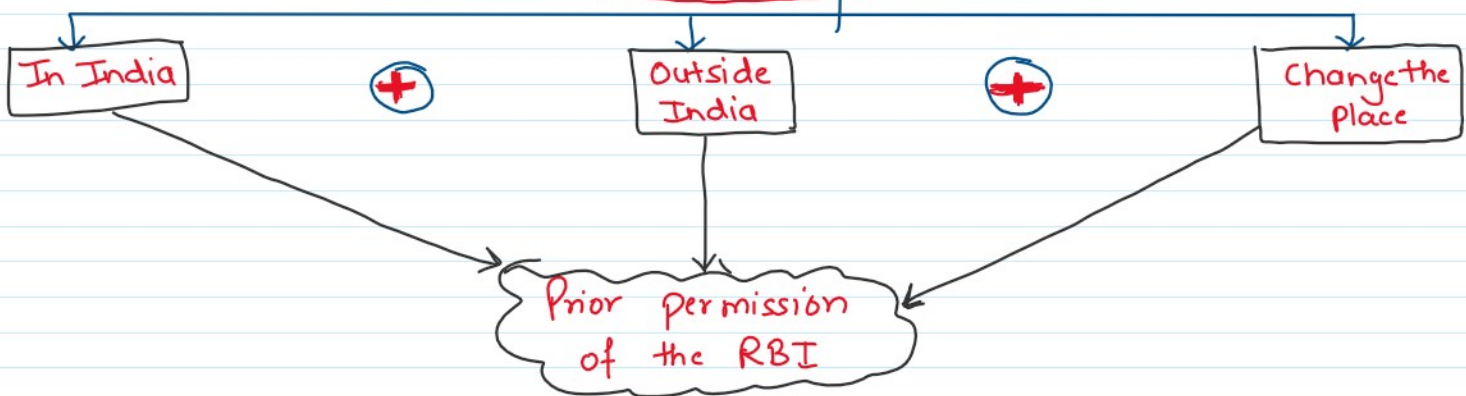 In India
+
Outside
India
+
Change the
Place
Prior permission
of the RBI